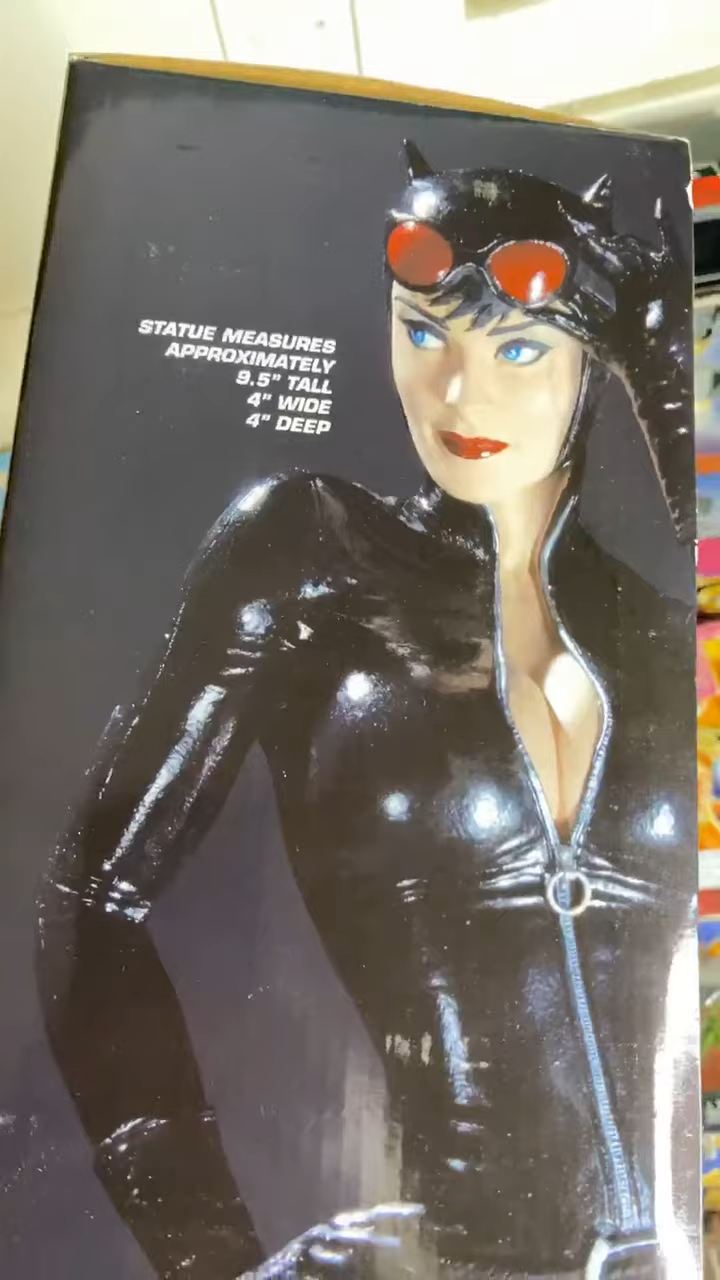 STATUE MEASURES
APPROXIMATELY
9.5" TALL
4" WIDE
4" DEEP